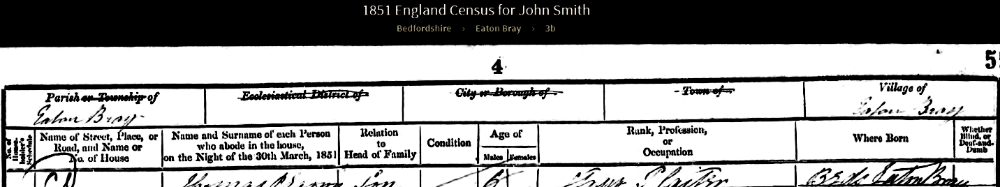 1851 England Census for John Smith
Bedfordshire › Eaton Bray › 3b
4
5
Parish or Township of
Ecclesiastical District of
City or Borough of
Town of
Village of
Eaton Bray
Eaton Bray
No. of House-holder's Schedule
Name of Street, Place, or
Road, and Name or
No. of House
Name and Surname of each Person
who abode in the house,
on the Night of the 30th March, 1851
Relation
to
Head of Family
Condition
Age of
Males
Females
Rank, Profession,
or
Occupation
Where Born
Whether
Blind, or
Deaf-and-
Dumb
Thomas Brown Son 6 Straw Plaiter Beds Eaton Bray